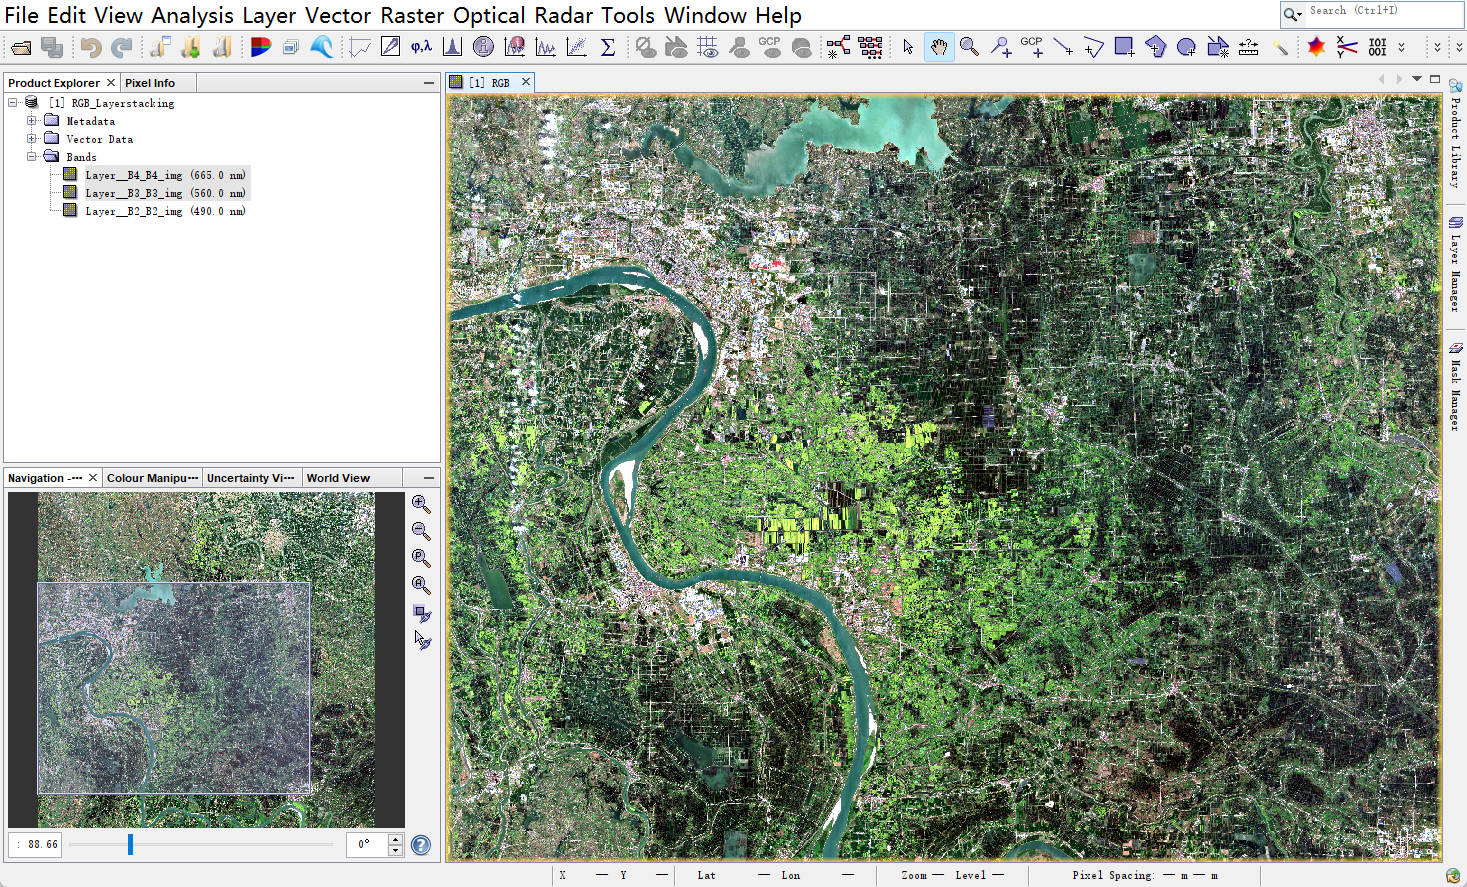 File Edit View Analysis Layer Vector Raster Optical Radar Tools Window Help
Search (Ctrl+I)
φ,λ
Σ
GCP
GCP
X
Y
IOI
OOI
Product Explorer
Pixel Info
[1] RGB_Layerstacking
Metadata
Vector Data
Bands
Layer__B4_B4_img (665.0 nm)
Layer__B3_B3_img (560.0 nm)
Layer__B2_B2_img (490.0 nm)
[1] RGB
Product Library
Layer Manager
Mask Manager
Navigation -···
Colour Manipu···
Uncertainty Vi···
World View
: 88.66
0°
X — Y — Lat — Lon — Zoom — Level — Pixel Spacing: — m — m